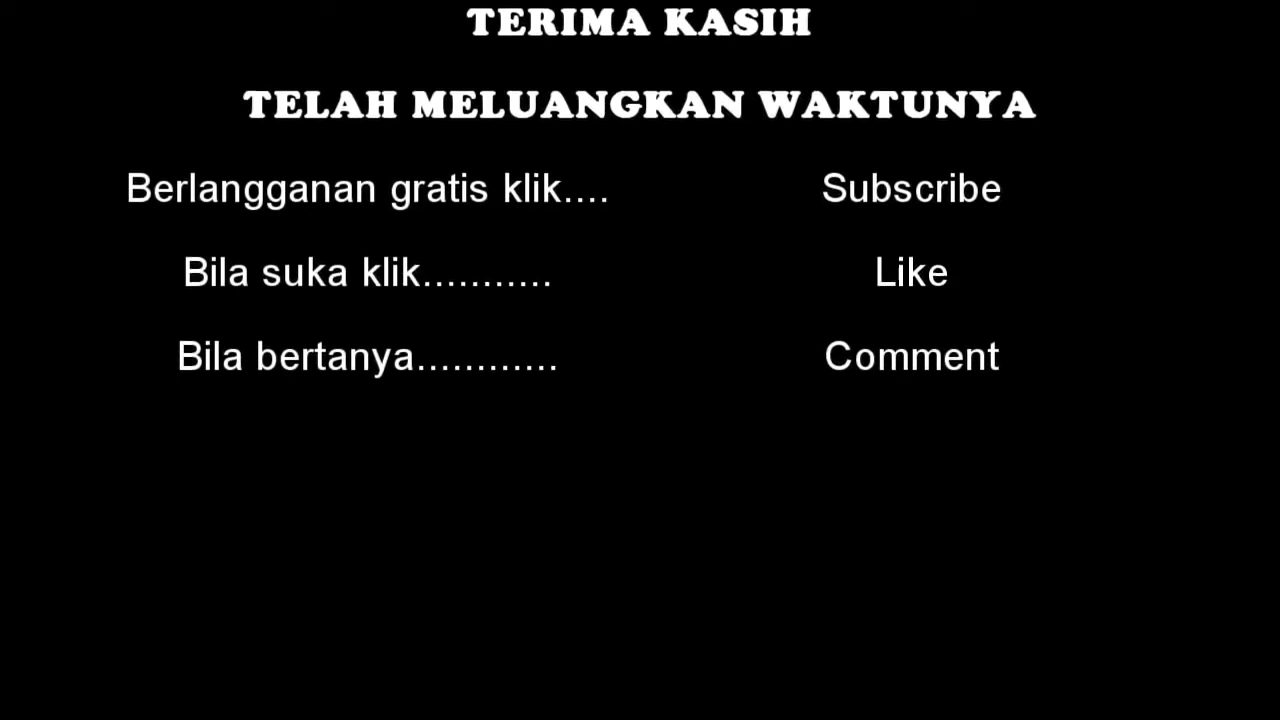 TERIMA KASIH
TELAH MELUANGKAN WAKTUNYA
Berlangganan gratis klik.... Subscribe
Bila suka klik........... Like
Bila bertanya............ Comment